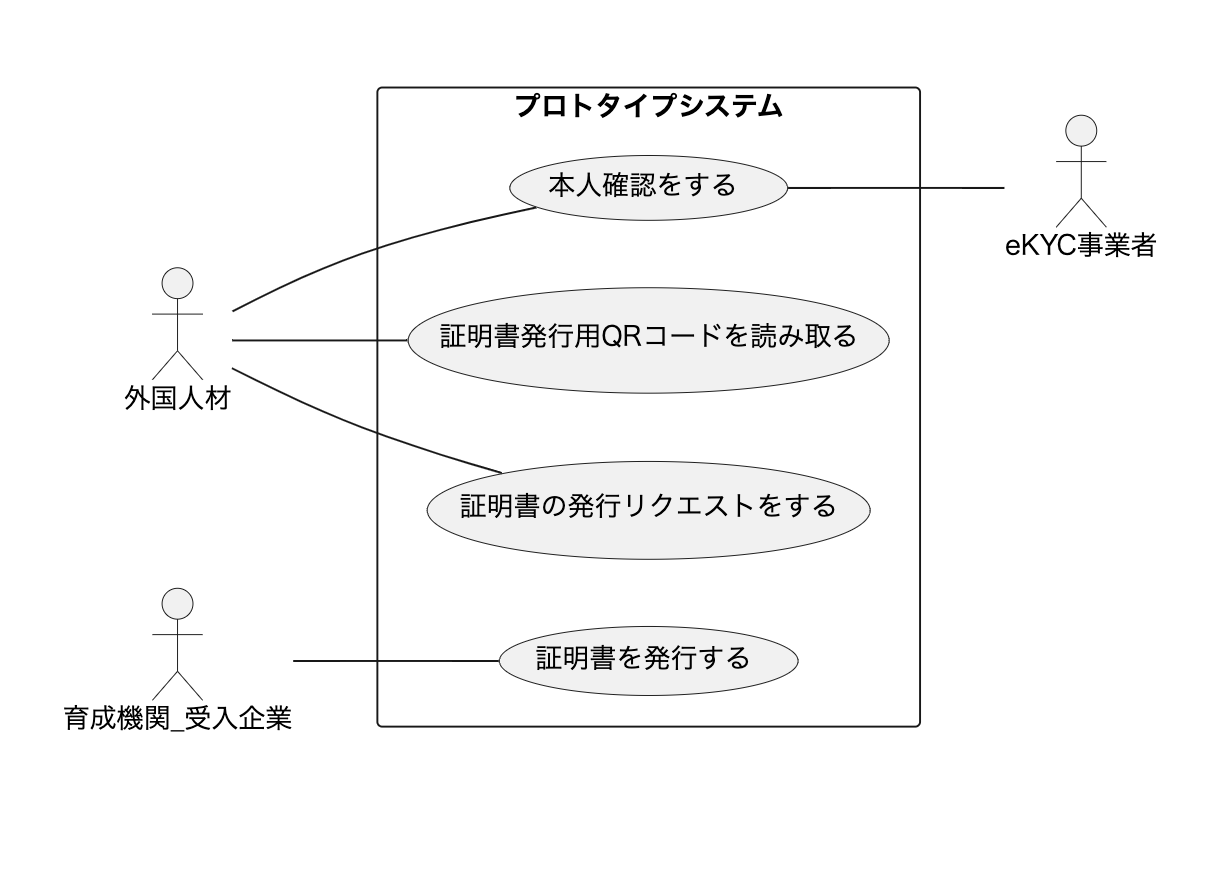 プロトタイプシステム
本人確認をする
eKYC事業者
証明書発行用QRコードを読み取る
外国人材
証明書の発行リクエストをする
証明書を発行する
育成機関_受入企業